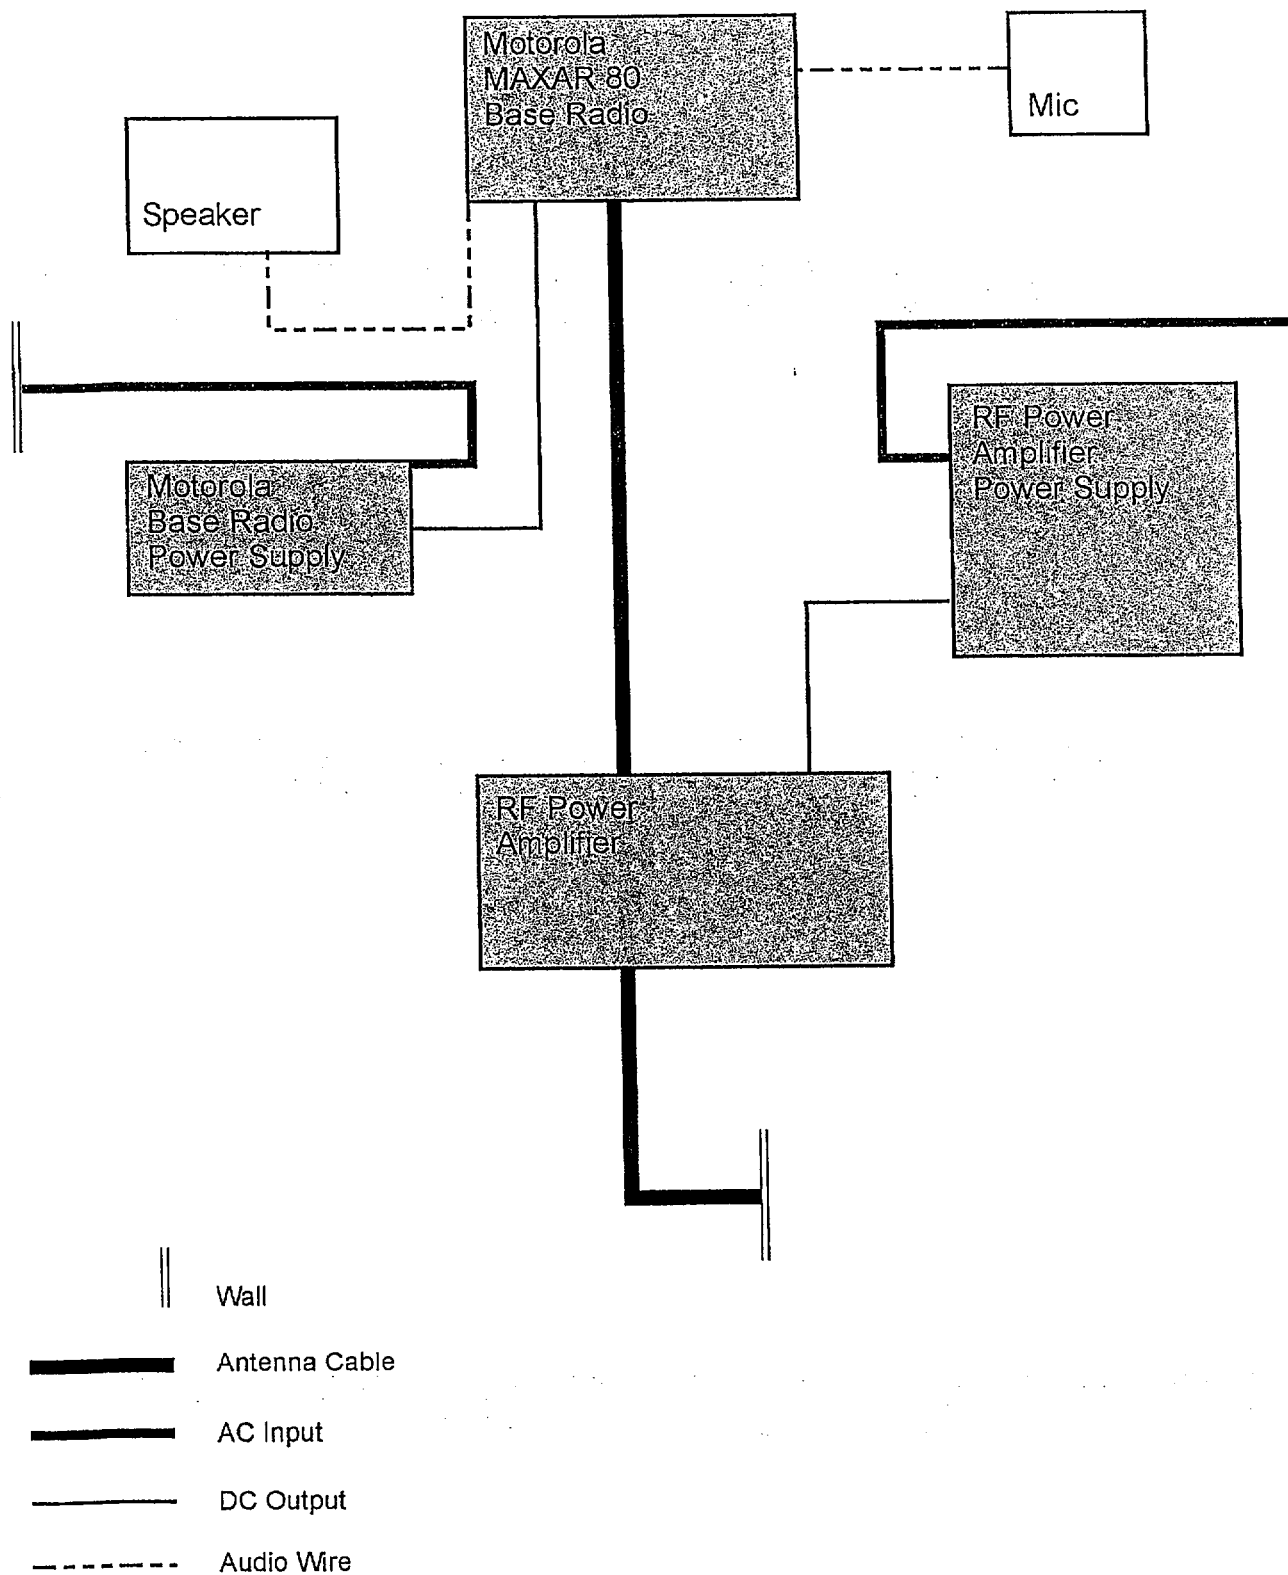 Motorola
MAXAR 80
Base Radio
Mic
Speaker
RF Power
Amplifier
Power Supply
Motorola
Base Radio
Power Supply
RF Power
Amplifier
Wall
Antenna Cable
AC Input
DC Output
Audio Wire